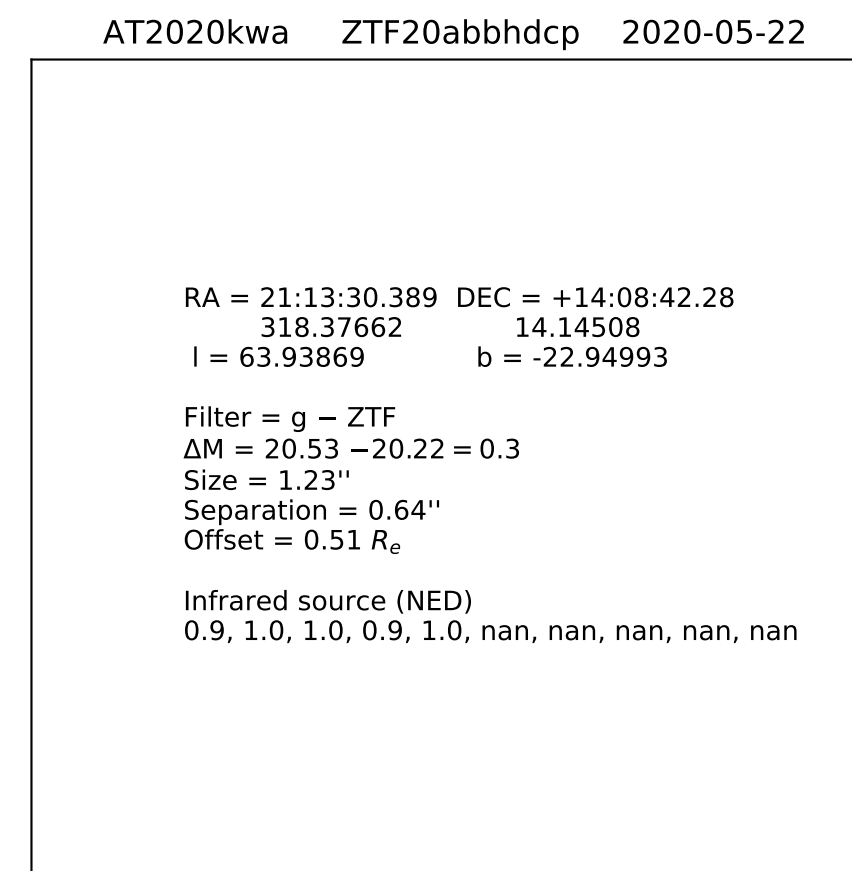 AT2020kwa ZTF20abbhdcp 2020-05-22
RA = 21:13:30.389 DEC = +14:08:42.28
318.37662 14.14508
l = 63.93869 b = -22.94993
Filter = g − ZTF
ΔM = 20.53 −20.22 = 0.3
Size = 1.23''
Separation = 0.64''
Offset = 0.51 Re
Infrared source (NED)
0.9, 1.0, 1.0, 0.9, 1.0, nan, nan, nan, nan, nan